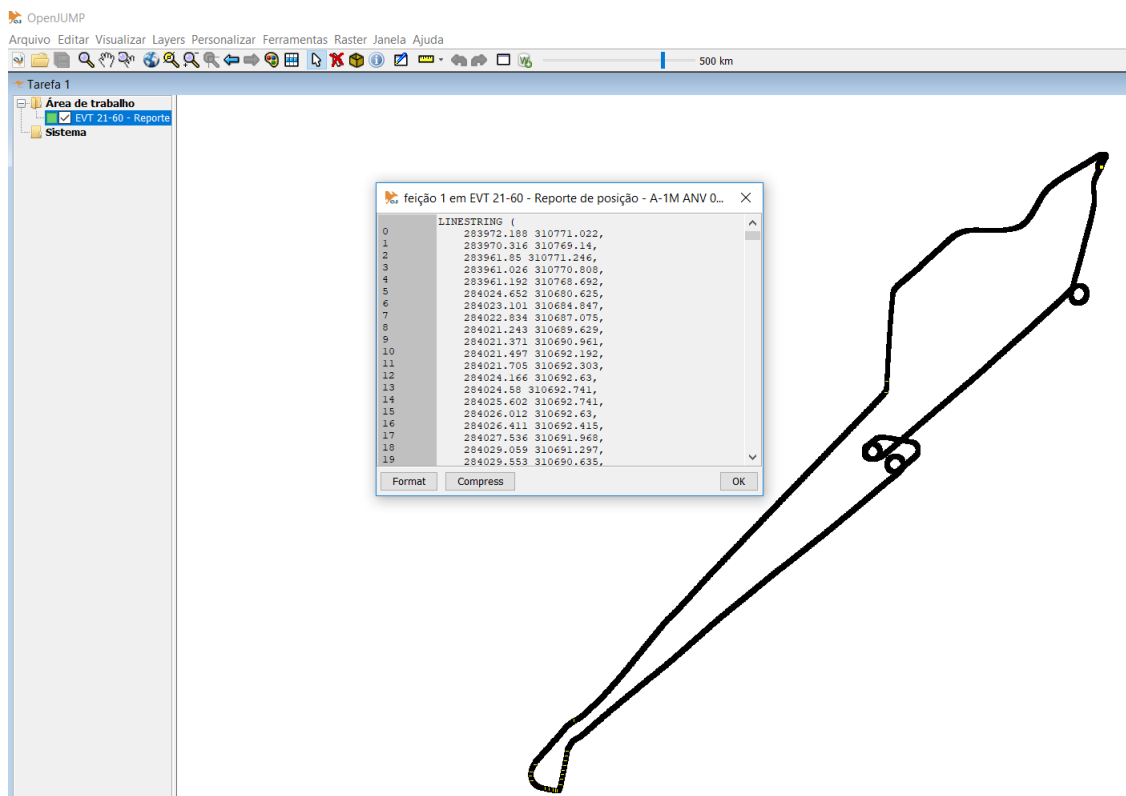 OpenJUMP
Arquivo Editar Visualizar Layers Personalizar Ferramentas Raster Janela Ajuda
500 km
Tarefa 1
Área de trabalho
EVT 21-60 - Reporte
Sistema
feição 1 em EVT 21-60 - Reporte de posição - A-1M ANV 0...
LINESTRING (
0 283972.188 310771.022,
1 283970.316 310769.14,
2 283961.85 310771.246,
3 283961.026 310770.808,
4 283961.192 310768.692,
5 284024.652 310680.625,
6 284023.101 310684.847,
7 284022.834 310687.075,
8 284021.243 310689.629,
9 284021.371 310690.961,
10 284021.497 310692.192,
11 284021.705 310692.303,
12 284024.166 310692.63,
13 284024.58 310692.741,
14 284025.602 310692.741,
15 284026.012 310692.63,
16 284026.411 310692.415,
17 284027.536 310691.968,
18 284029.059 310691.297,
19 284029.553 310690.635,
Format Compress OK